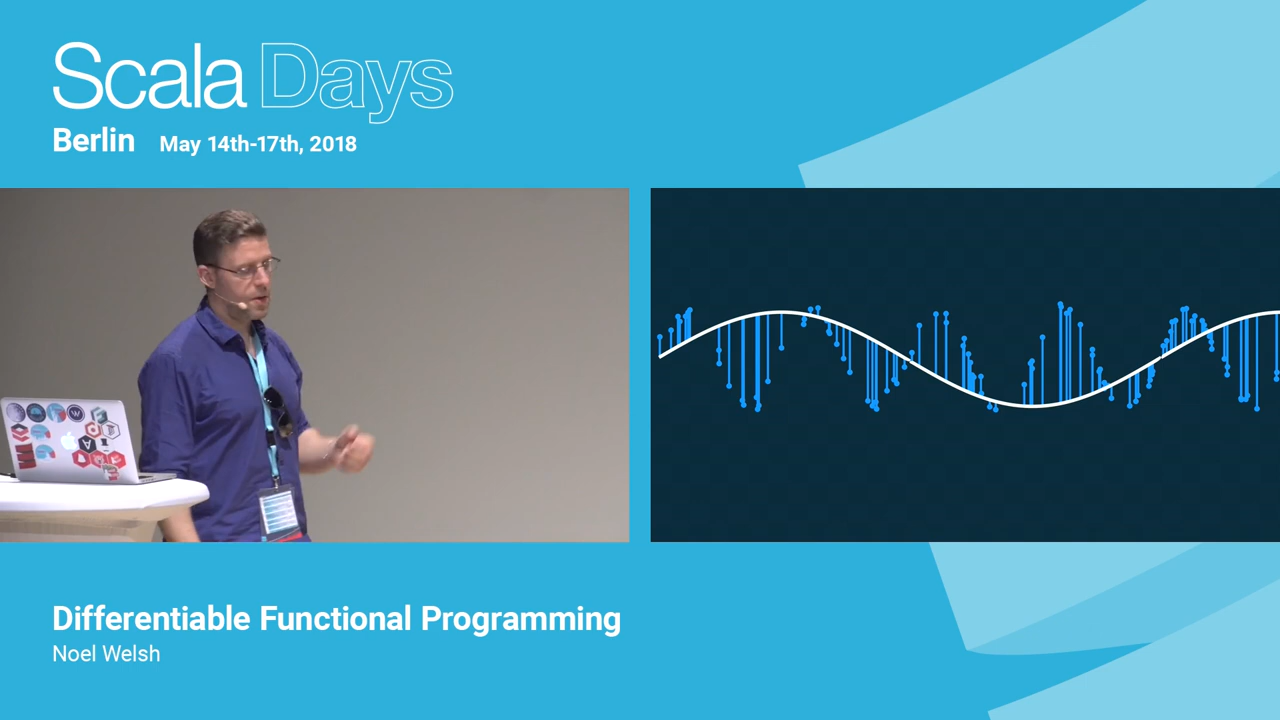 Scala Days
Berlin May 14th-17th, 2018
Differentiable Functional Programming
Noel Welsh